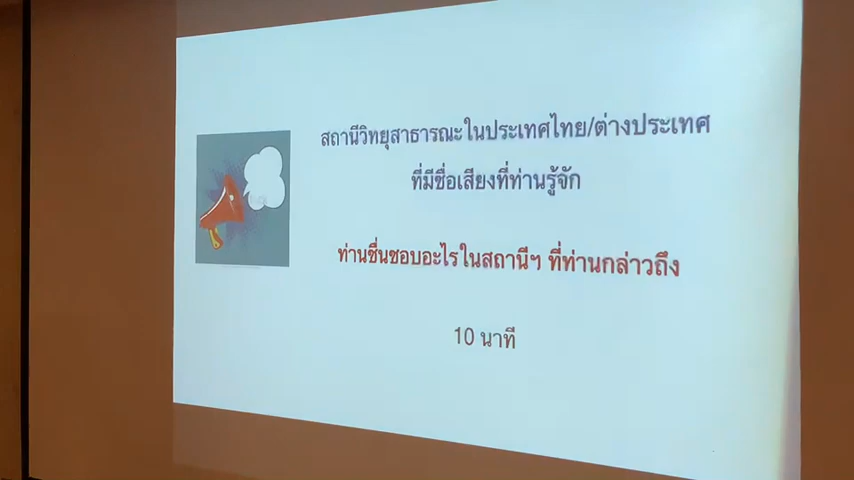 สถานีวิทยุสาธารณะในประเทศไทย/ต่างประเทศ
ที่มีชื่อเสียงที่ท่านรู้จัก
ท่านชื่นชอบอะไรในสถานีฯ ที่ท่านกล่าวถึง
10 นาที